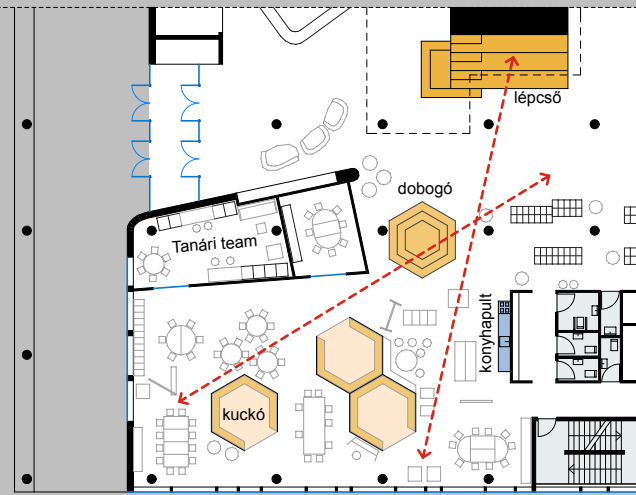 lépcső
dobogó
Tanári team
konyhapult
kuckó